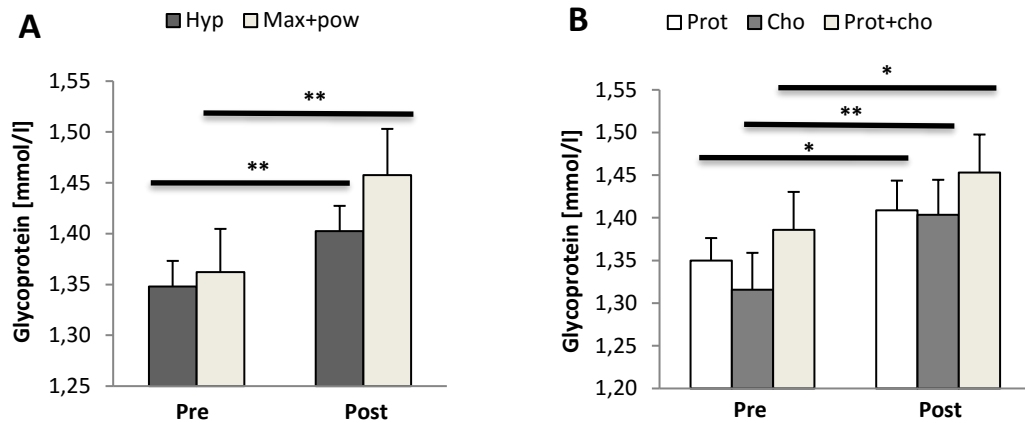 A
Hyp Max+pow
Glycoprotein [mmol/l]
1,55
1,50
1,45
1,40
1,35
1,30
1,25
**
**
Pre Post
B
Prot Cho Prot+cho
Glycoprotein [mmol/l]
1,55
1,50
1,45
1,40
1,35
1,30
1,25
1,20
*
**
*
Pre Post